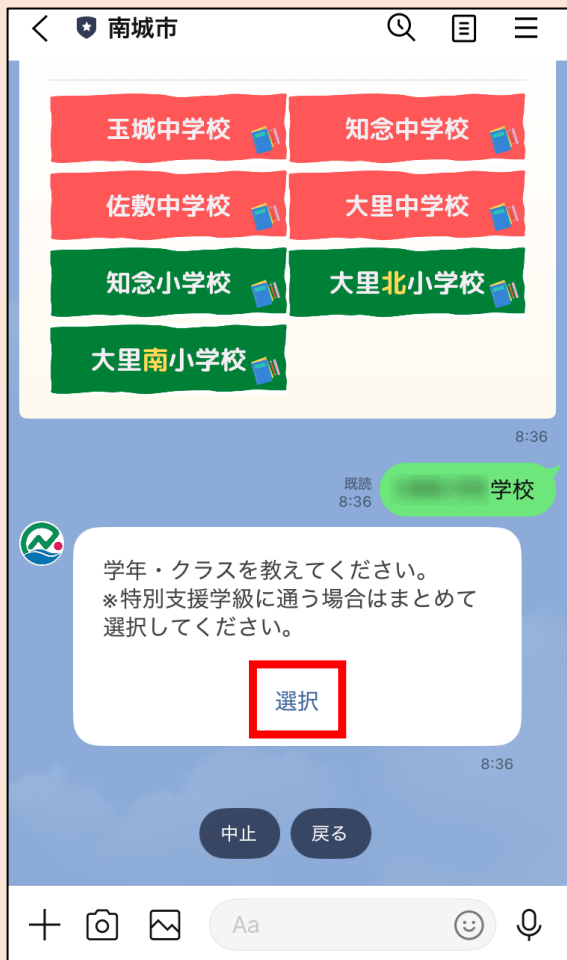 南城市
玉城中学校 知念中学校
佐敷中学校 大里中学校
知念小学校 大里北小学校
大里南小学校
8:36
既読
8:36
学校
学年・クラスを教えてください。
※特別支援学級に通う場合はまとめて
選択してください。
選択
8:36
中止 戻る
Aa